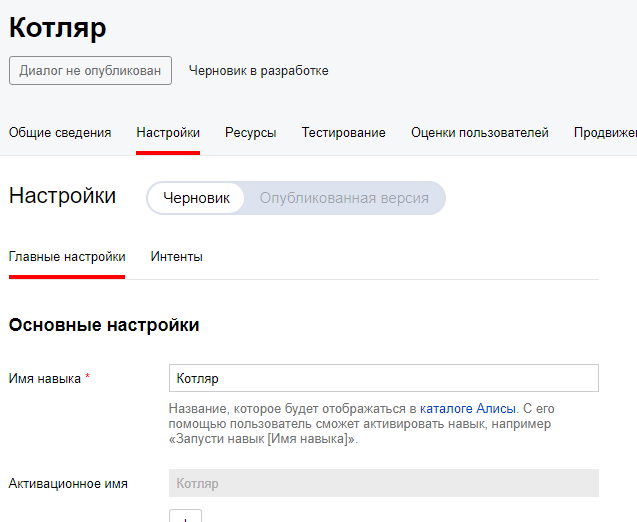 Котляр
Диалог не опубликован Черновик в разработке
Общие сведения Настройки Ресурсы Тестирование Оценки пользователей
Настройки Черновик Опубликованная версия
Главные настройки Интенты
Основные настройки
Имя навыка * Котляр
Название, которое будет отображаться в каталоге Алисы. С его
помощью пользователь сможет активировать навык, например
«Запусти навык [Имя навыка]».
Активационное имя Котляр